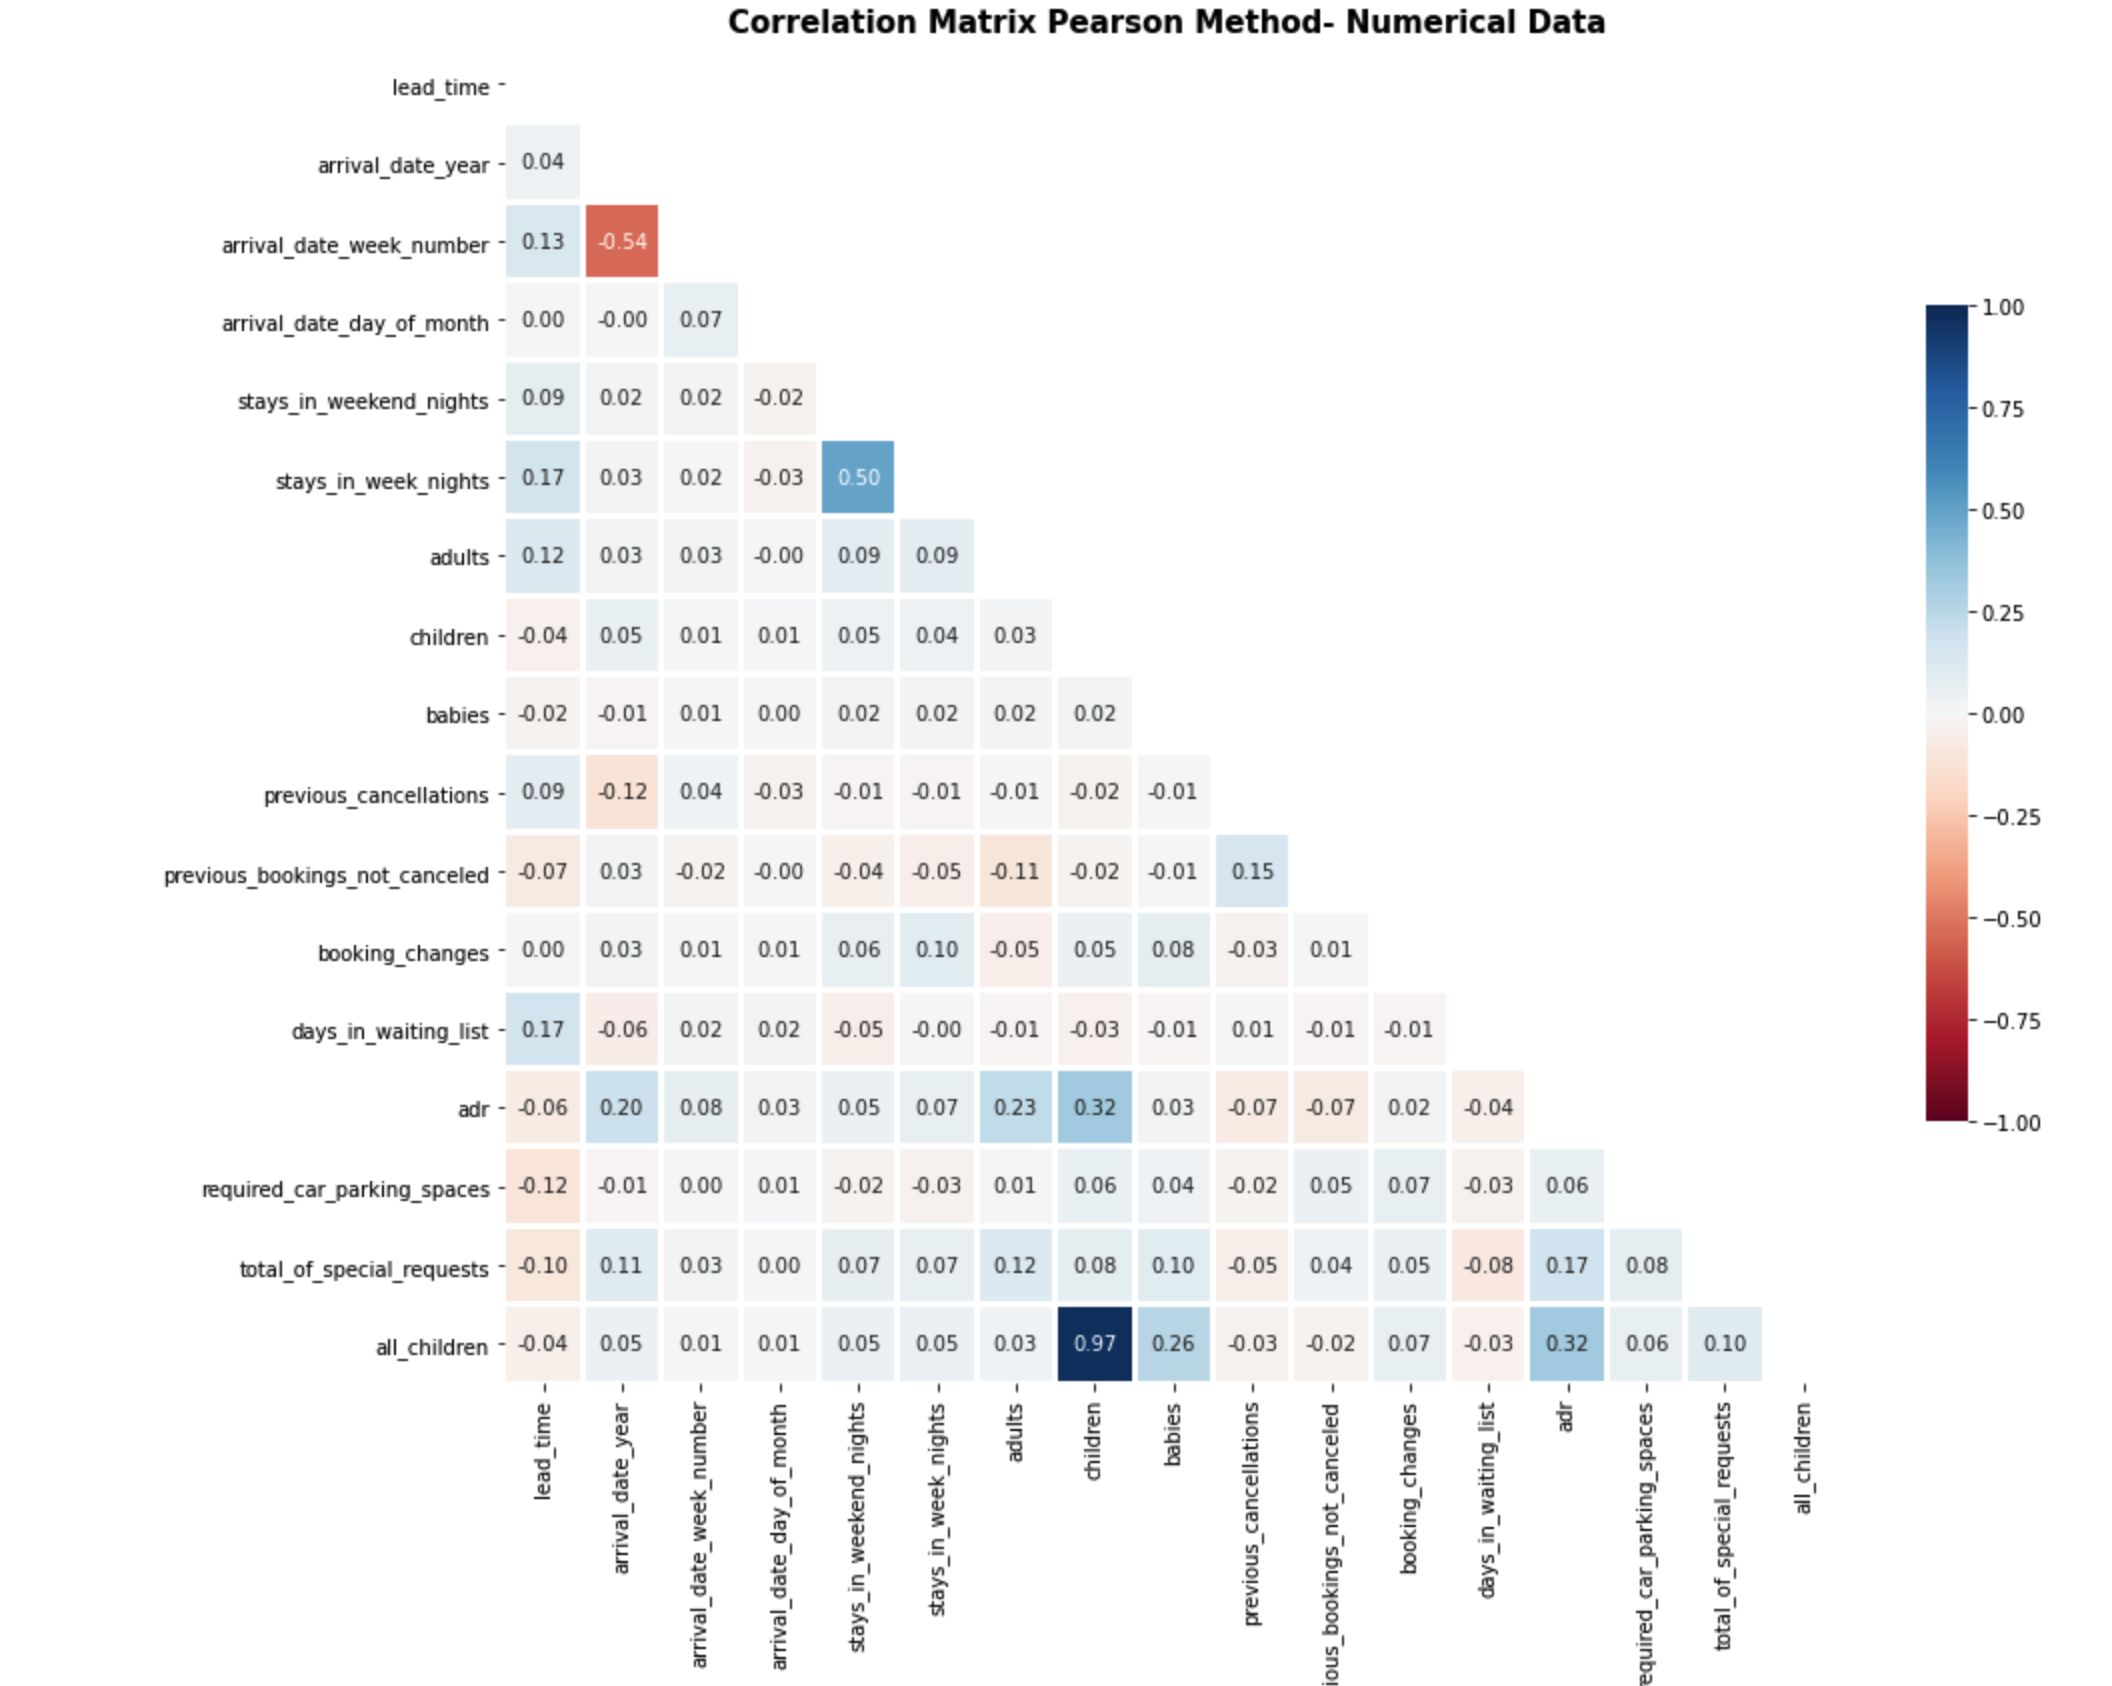 Correlation Matrix Pearson Method- Numerical Data
lead_time
arrival_date_year 0.04
arrival_date_week_number 0.13 -0.54
arrival_date_day_of_month 0.00 -0.00 0.07
stays_in_weekend_nights 0.09 0.02 0.02 -0.02
stays_in_week_nights 0.17 0.03 0.02 -0.03 0.50
adults 0.12 0.03 0.03 -0.00 0.09 0.09
children -0.04 0.05 0.01 0.01 0.05 0.04 0.03
babies -0.02 -0.01 0.01 0.00 0.02 0.02 0.02 0.02
previous_cancellations 0.09 -0.12 0.04 -0.03 -0.01 -0.01 -0.01 -0.02 -0.01
previous_bookings_not_canceled -0.07 0.03 -0.02 -0.00 -0.04 -0.05 -0.11 -0.02 -0.01 0.15
booking_changes 0.00 0.03 0.01 0.01 0.06 0.10 -0.05 0.05 0.08 -0.03 0.01
days_in_waiting_list 0.17 -0.06 0.02 0.02 -0.05 -0.00 -0.01 -0.03 -0.01 0.01 -0.01 -0.01
adr -0.06 0.20 0.08 0.03 0.05 0.07 0.23 0.32 0.03 -0.07 -0.07 0.02 -0.04
required_car_parking_spaces -0.12 -0.01 0.00 0.01 -0.02 -0.03 0.01 0.06 0.04 -0.02 0.05 0.07 -0.03 0.06
total_of_special_requests -0.10 0.11 0.03 0.00 0.07 0.07 0.12 0.08 0.10 -0.05 0.04 0.05 -0.08 0.17 0.08
all_children -0.04 0.05 0.01 0.01 0.05 0.05 0.03 0.97 0.26 -0.03 -0.02 0.07 -0.03 0.32 0.06 0.10
lead_time
arrival_date_year
arrival_date_week_number
arrival_date_day_of_month
stays_in_weekend_nights
stays_in_week_nights
adults
children
babies
previous_cancellations
ious_bookings_not_canceled
booking_changes
days_in_waiting_list
adr
equired_car_parking_spaces
total_of_special_requests
all_children
1.00
0.75
0.50
0.25
0.00
−0.25
−0.50
−0.75
−1.00